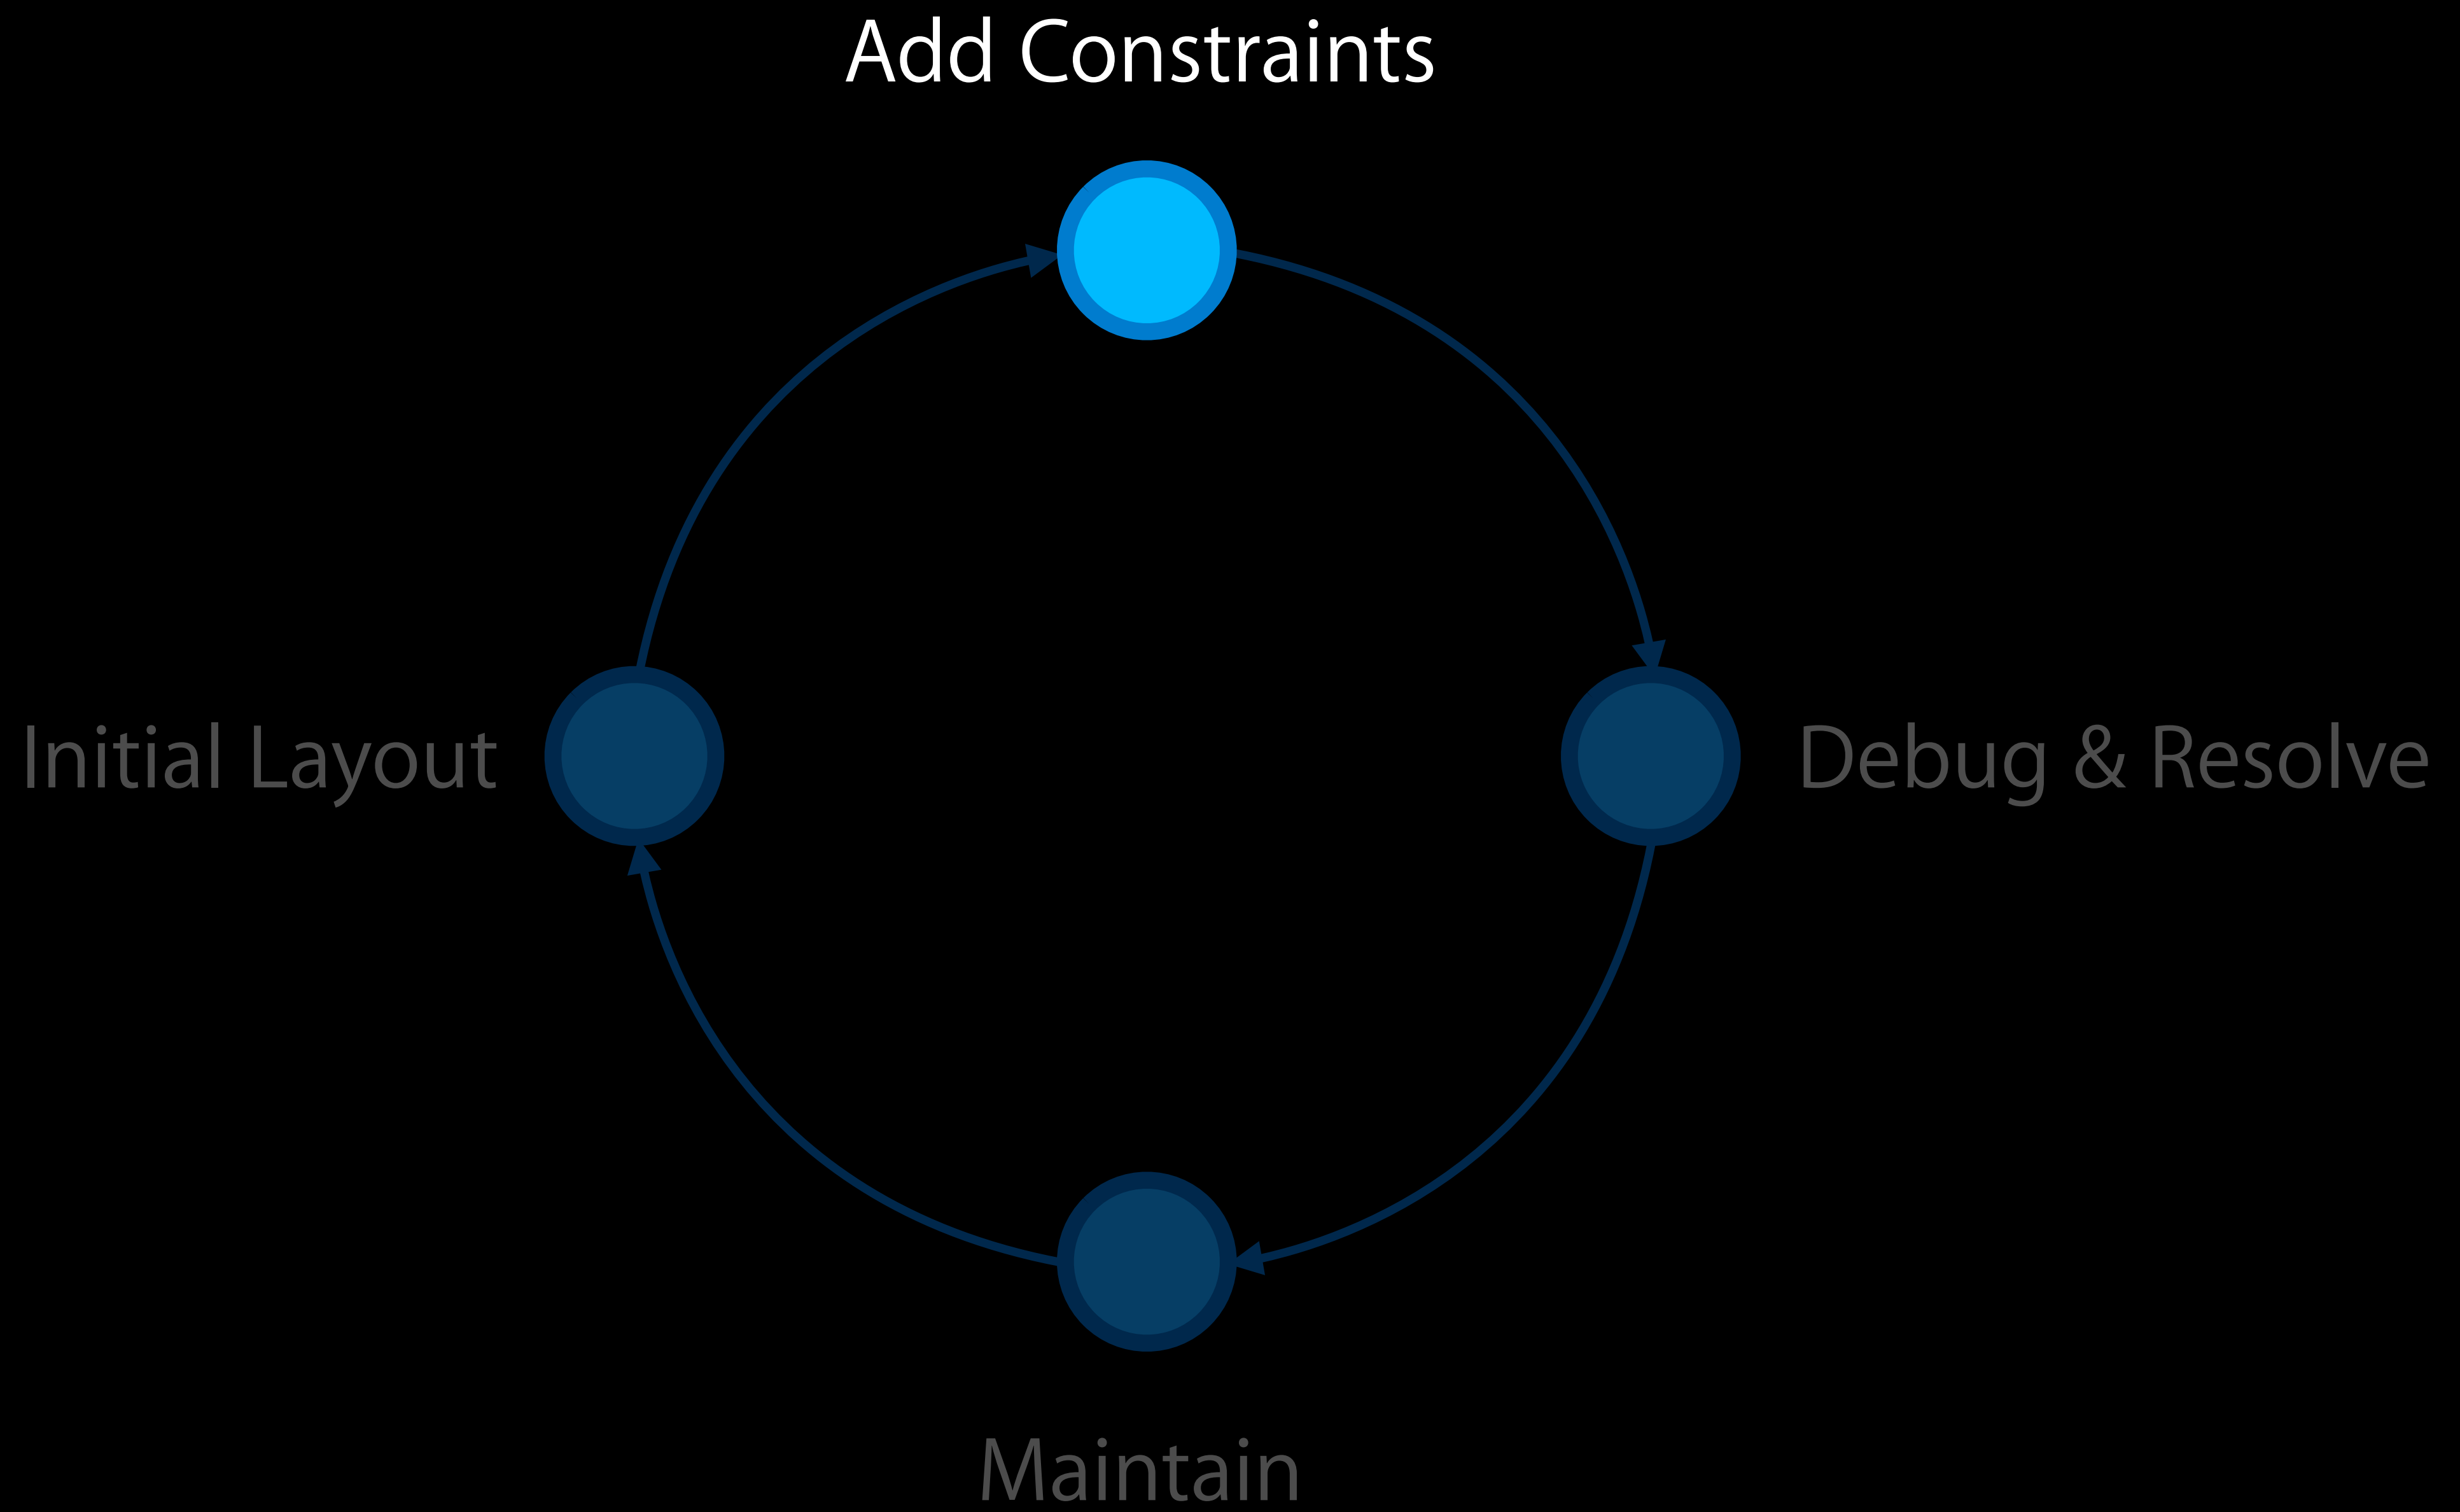 Add Constraints
Initial Layout
Debug & Resolve
Maintain